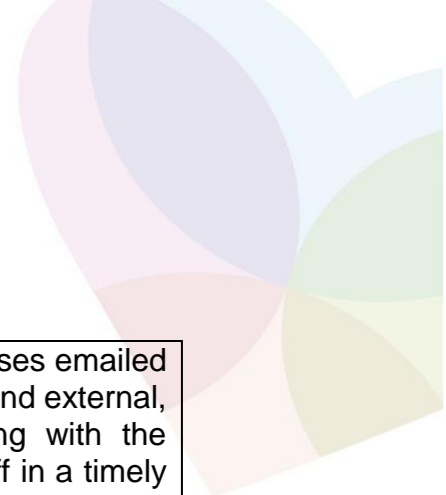 ses emailed
nd external,
ng with the
ff in a timely